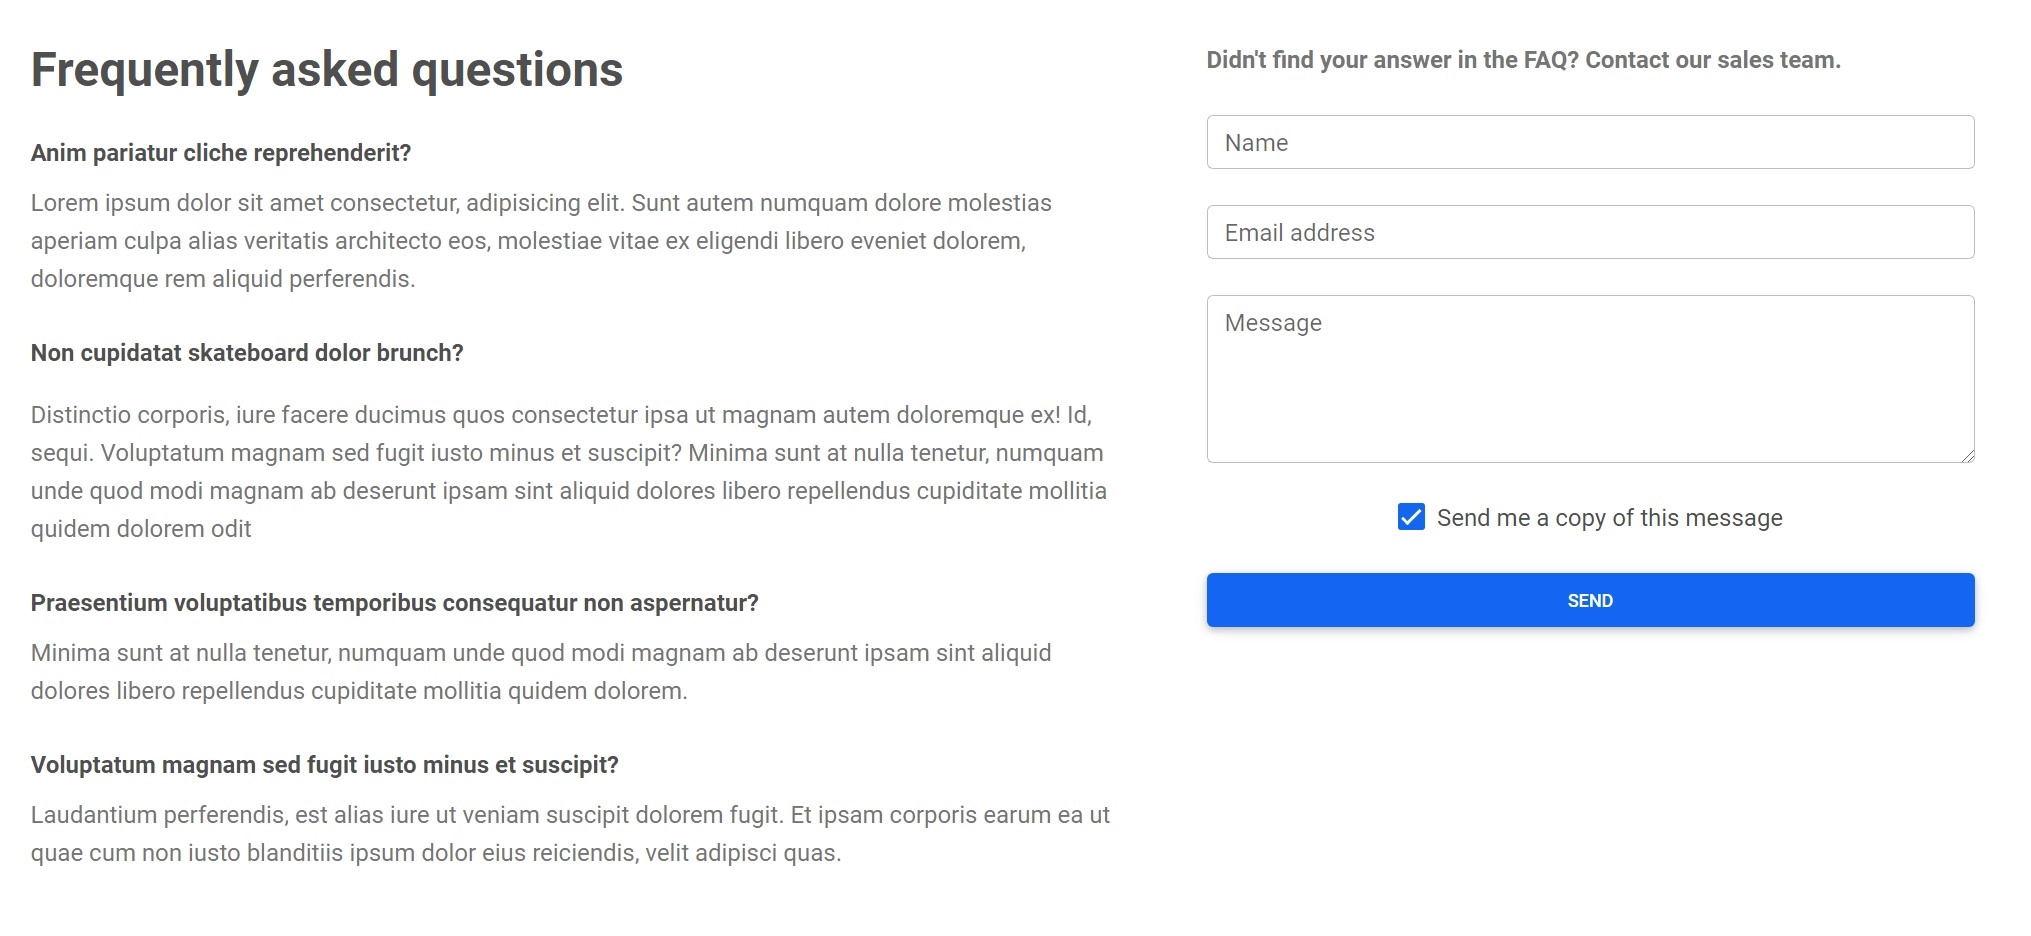 Frequently asked questions
Anim pariatur cliche reprehenderit?
Lorem ipsum dolor sit amet consectetur, adipisicing elit. Sunt autem numquam dolore molestias
aperiam culpa alias veritatis architecto eos, molestiae vitae ex eligendi libero eveniet dolorem,
doloremque rem aliquid perferendis.
Non cupidatat skateboard dolor brunch?
Distinctio corporis, iure facere ducimus quos consectetur ipsa ut magnam autem doloremque ex! Id,
sequi. Voluptatum magnam sed fugit iusto minus et suscipit? Minima sunt at nulla tenetur, numquam
unde quod modi magnam ab deserunt ipsam sint aliquid dolores libero repellendus cupiditate mollitia
quidem dolorem odit
Praesentium voluptatibus temporibus consequatur non aspernatur?
Minima sunt at nulla tenetur, numquam unde quod modi magnam ab deserunt ipsam sint aliquid
dolores libero repellendus cupiditate mollitia quidem dolorem.
Voluptatum magnam sed fugit iusto minus et suscipit?
Laudantium perferendis, est alias iure ut veniam suscipit dolorem fugit. Et ipsam corporis earum ea ut
quae cum non iusto blanditiis ipsum dolor eius reiciendis, velit adipisci quas.
Didn't find your answer in the FAQ? Contact our sales team.
Name
Email address
Message
Send me a copy of this message
SEND